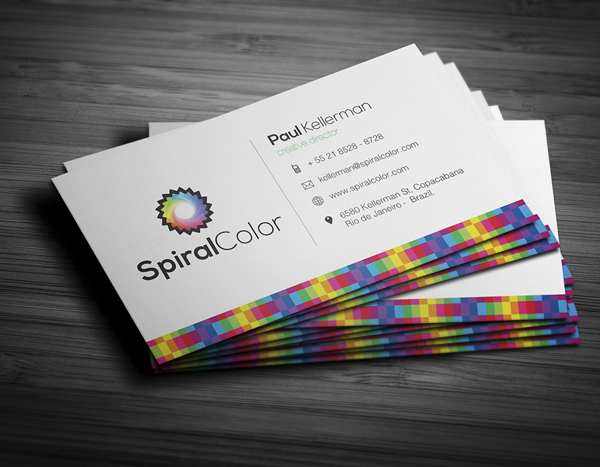 SpiralColor
Paul Kellerman
creative director
+ 55 21 8528 - 8728
kellerman@spiralcolor.com
www.spiralcolor.com
6580 Kellerman St. Copacabana
Rio de Janeiro - Brazil.